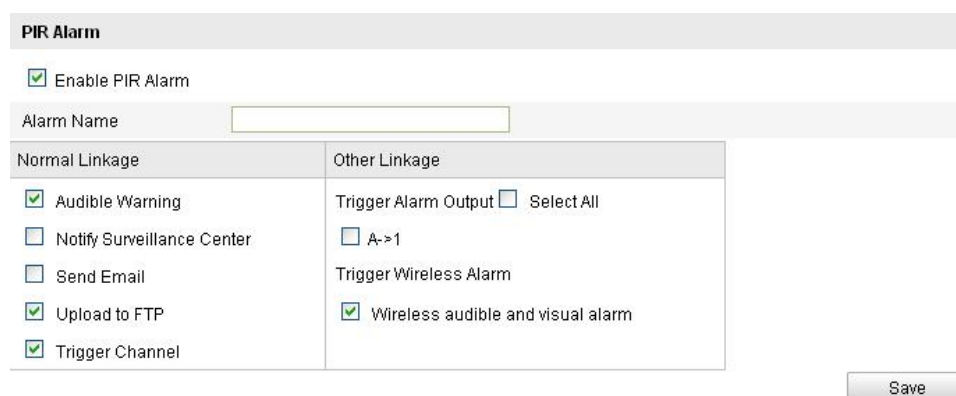 PIR Alarm
Enable PIR Alarm
Alarm Name
Normal Linkage
Other Linkage
Audible Warning
Trigger Alarm Output Select All
Notify Surveillance Center
A->1
Send Email
Trigger Wireless Alarm
Upload to FTP
Wireless audible and visual alarm
Trigger Channel
Save